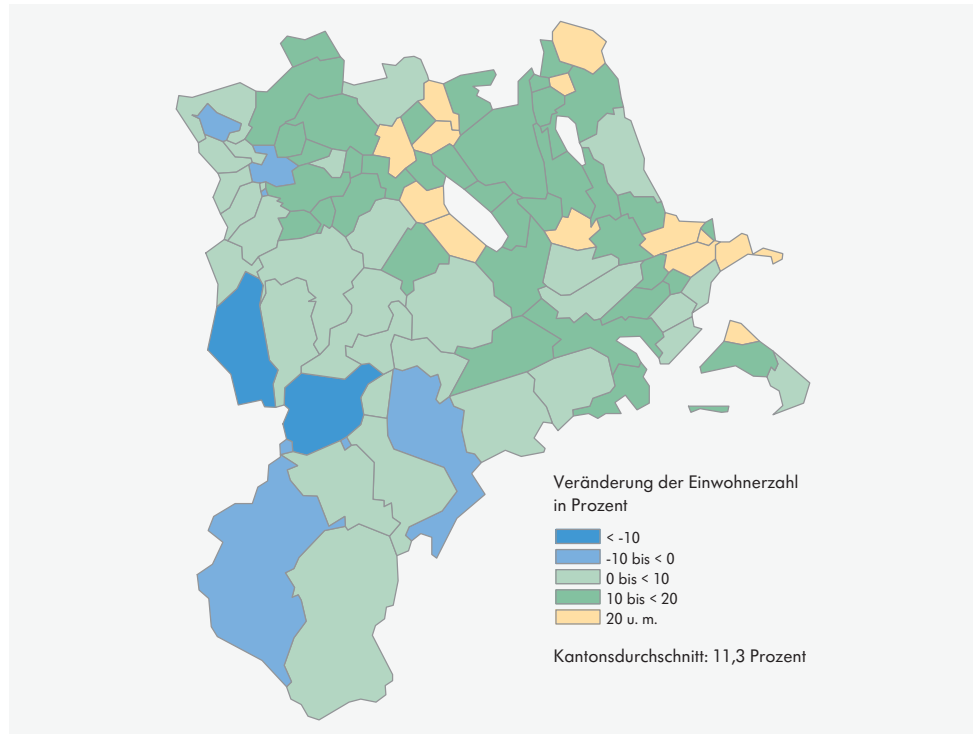 Veränderung der Einwohnerzahl
in Prozent
< -10
-10 bis < 0
0 bis < 10
10 bis < 20
20 u. m.
Kantonsdurchschnitt: 11,3 Prozent